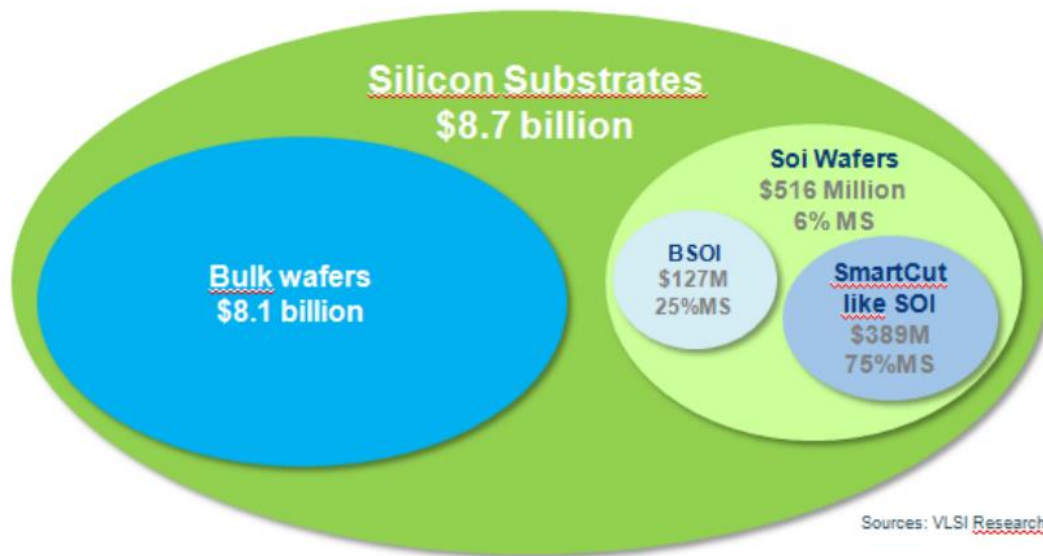 Silicon Substrates
$8.7 billion
Bulk wafers
$8.1 billion
Soi Wafers
$516 Million
6% MS
BSOI
$127M
25%MS
SmartCut
like SOI
$389M
75%MS
Sources: VLSI Research